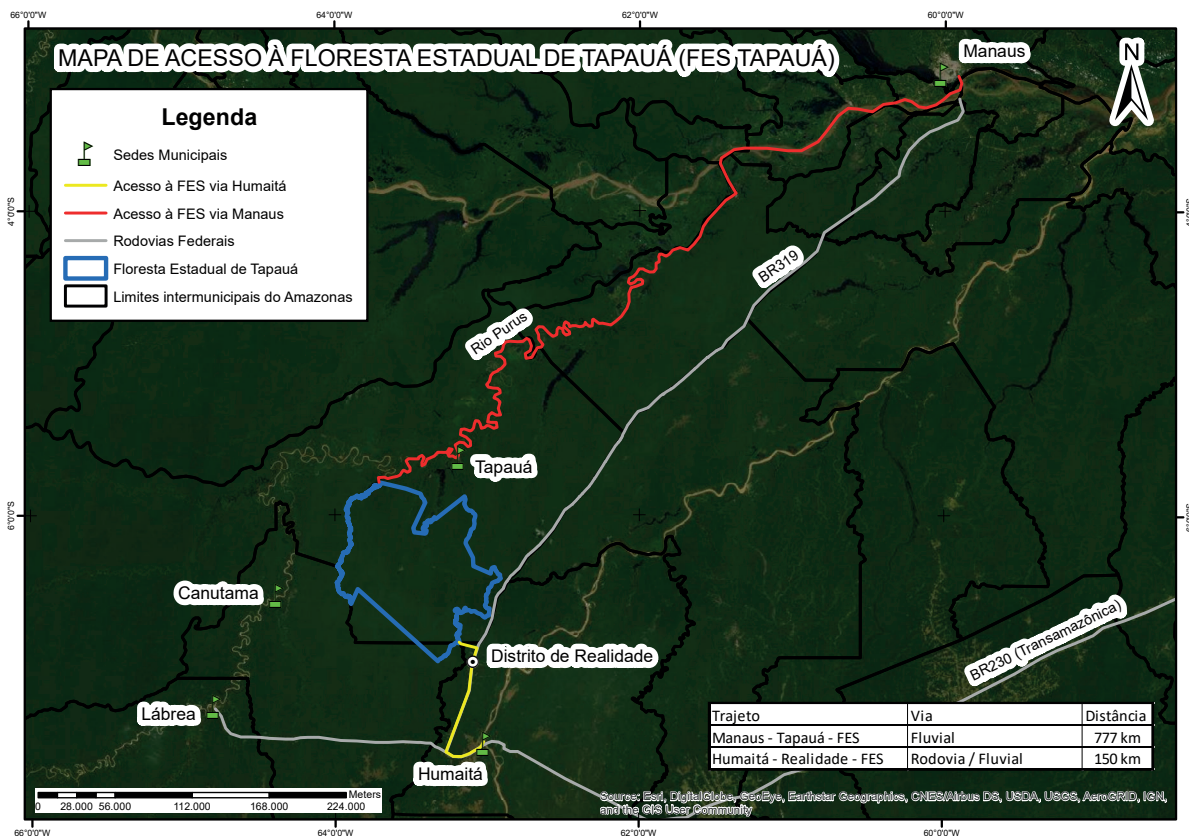 66°0'0"W 64°0'0"W 62°0'0"W 60°0'0"W
MAPA DE ACESSO À FLORESTA ESTADUAL DE TAPAUÁ (FES TAPAUÁ)
Manaus
N
Legenda
Sedes Municipais
Acesso à FES via Humaitá
Acesso à FES via Manaus
Rodovias Federais
Floresta Estadual de Tapauá
Limites intermunicipais do Amazonas
4°0'0"S 4°0'0"S
BR319
Rio Purus
Tapauá
6°0'0"S 6°0'0"S
Canutama
Distrito de Realidade
BR230 (Transamazônica)
Lábrea
Humaitá
Trajeto Via Distância
Manaus - Tapauá - FES Fluvial 777 km
Humaitá - Realidade - FES Rodovia / Fluvial 150 km
Meters
0 28.000 56.000 112.000 168.000 224.000
Source: Esri, DigitalGlobe, GeoEye, Earthstar Geographics, CNES/Airbus DS, USDA, USGS, AeroGRID, IGN,
and the GIS User Community
66°0'0"W 64°0'0"W 62°0'0"W 60°0'0"W